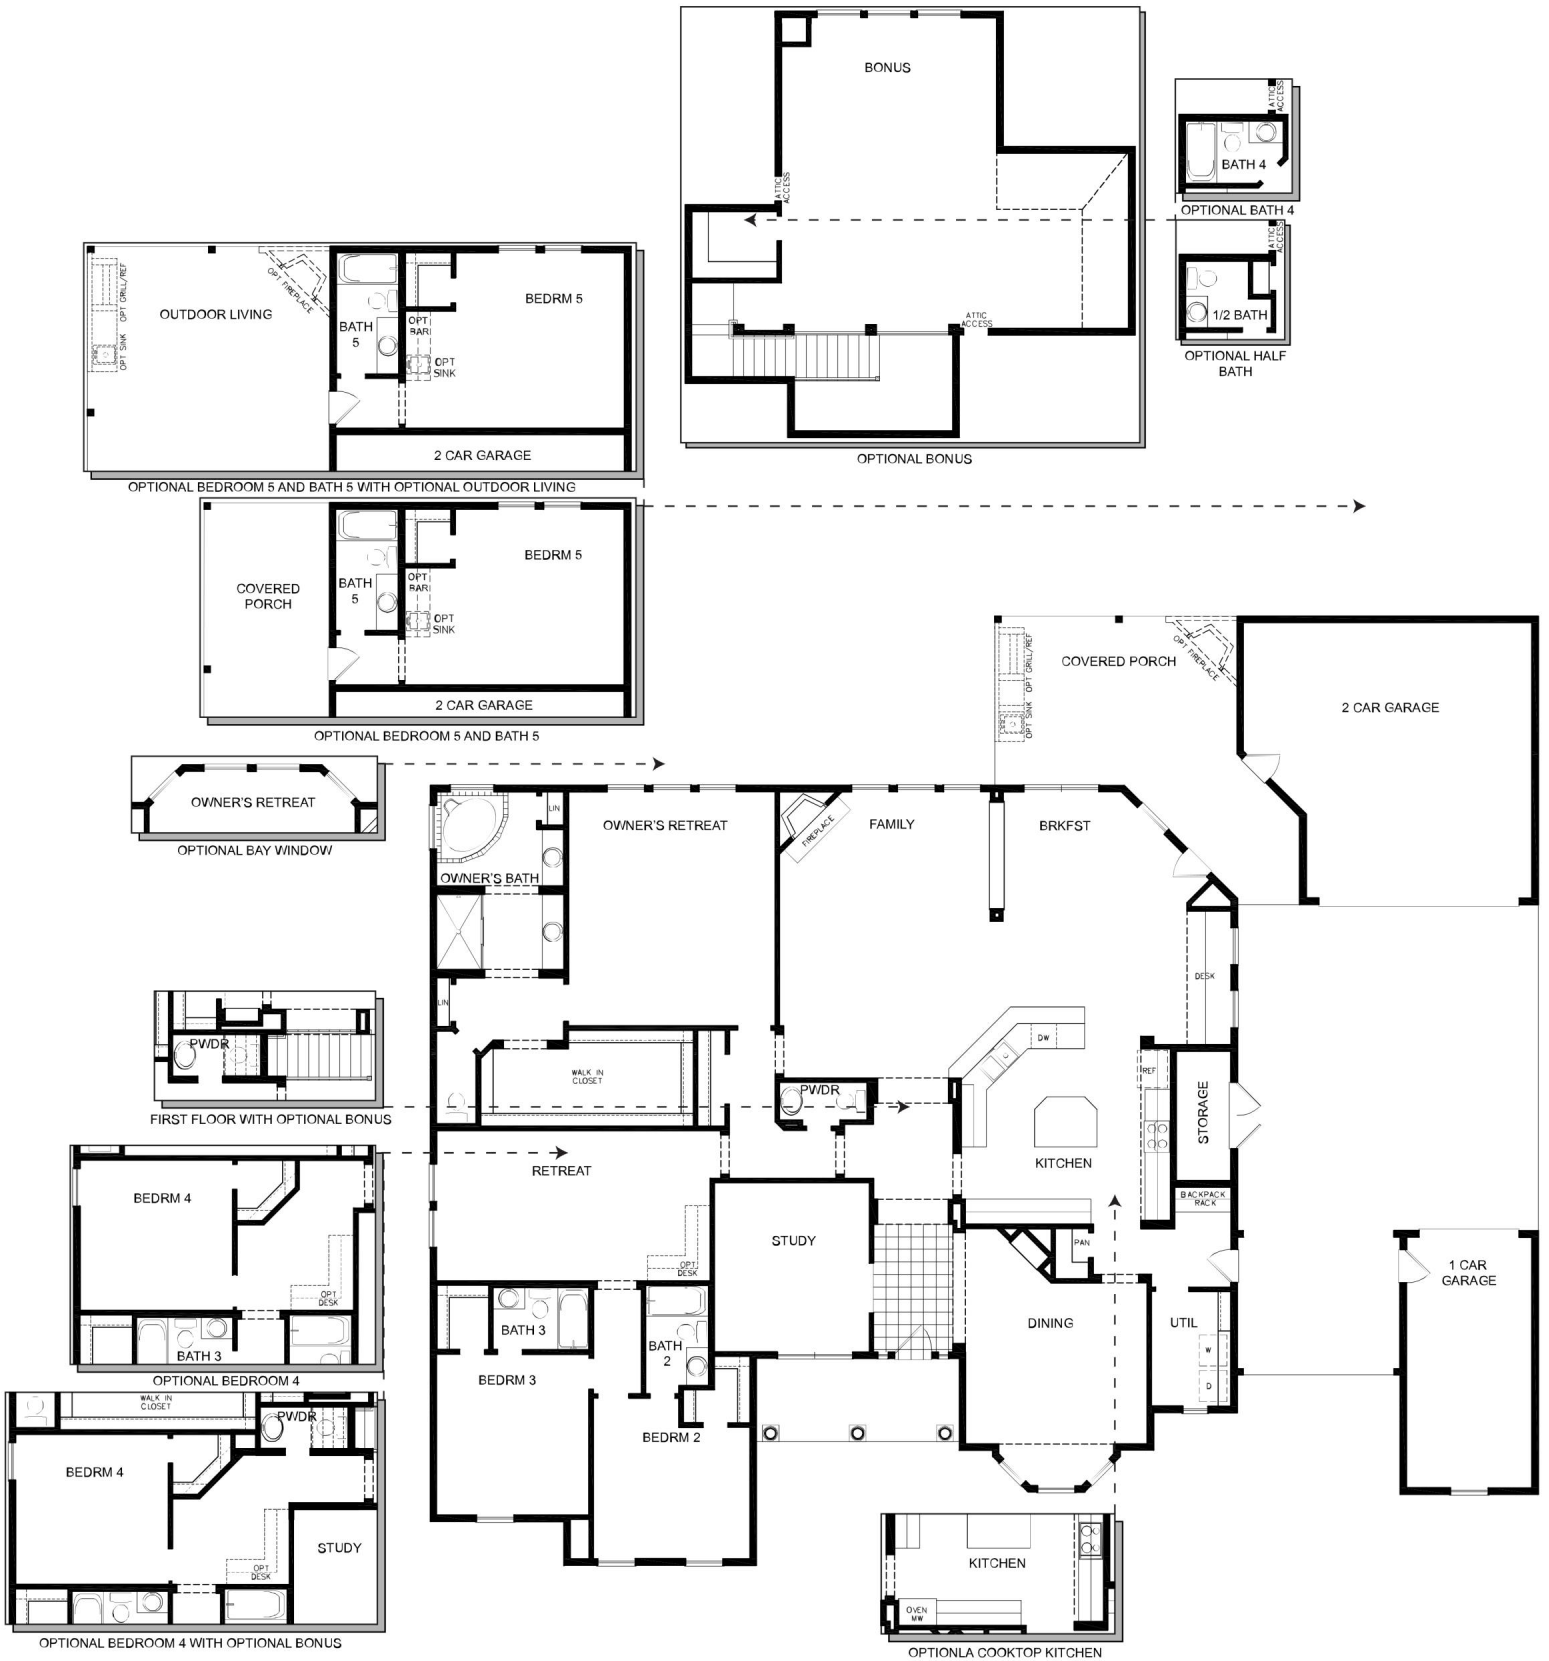 BONUS
ATTIC
ACCESS
ATTIC
ACCESS
OPTIONAL BONUS
ATTIC
ACCESS
BATH 4
OPTIONAL BATH 4
ATTIC
ACCESS
1/2 BATH
OPTIONAL HALF
BATH
OUTDOOR LIVING
OPT FIREPLACE
OPT GRILL/REF
OPT SINK
BATH
5
OPT
BAR
OPT
SINK
BEDRM 5
2 CAR GARAGE
OPTIONAL BEDROOM 5 AND BATH 5 WITH OPTIONAL OUTDOOR LIVING
COVERED
PORCH
BATH
5
OPT
BAR
OPT
SINK
BEDRM 5
2 CAR GARAGE
OPTIONAL BEDROOM 5 AND BATH 5
OWNER'S RETREAT
OPTIONAL BAY WINDOW
PWDR
FIRST FLOOR WITH OPTIONAL BONUS
BEDRM 4
OPT
DESK
BATH 3
OPTIONAL BEDROOM 4
WALK IN
CLOSET
PWDR
BEDRM 4
OPT
DESK
STUDY
OPTIONAL BEDROOM 4 WITH OPTIONAL BONUS
COVERED PORCH
OPT FIREPLACE
OPT GRILL/REF
OPT SINK
2 CAR GARAGE
LIN
OWNER'S BATH
OWNER'S RETREAT
FIREPLACE
FAMILY
BRKFST
DESK
LIN
WALK IN
CLOSET
PWDR
DW
REF
STORAGE
KITCHEN
RETREAT
BACKPACK
RACK
STUDY
OPT
DESK
PAN
1 CAR
GARAGE
BATH 3
BATH
2
DINING
UTIL
W
D
BEDRM 3
BEDRM 2
KITCHEN
OVEN
MW
OPTIONLA COOKTOP KITCHEN